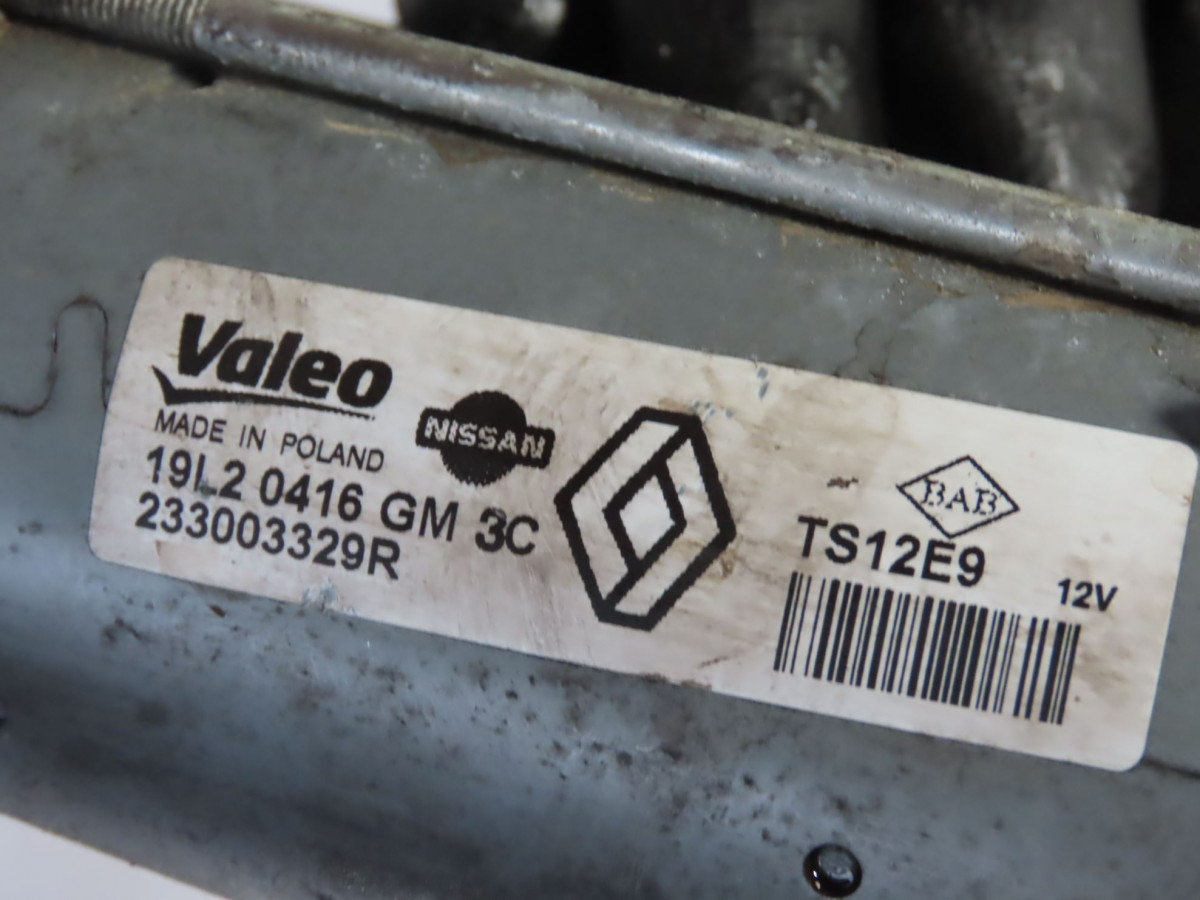 Valeo
MADE IN POLAND
NISSAN
19L2 0416 GM 3C
233003329R
BAB
TS12E9
12V